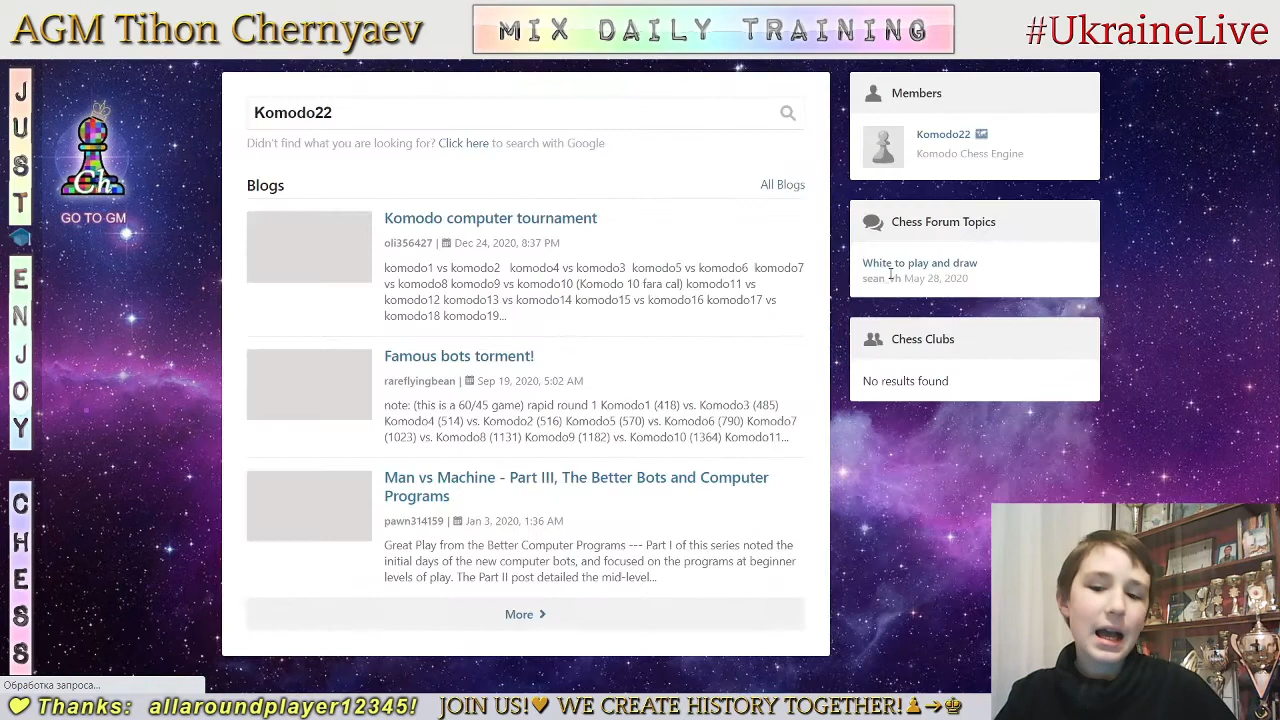 AGM Tihon Chernyaev
MIX DAILY TRAINING
#UkraineLive
JUST
ENJOY
CHESS
Ch
GO TO GM
Komodo22
Didn't find what you are looking for? Click here to search with Google
Blogs
All Blogs
Komodo computer tournament
oli356427 | Dec 24, 2020, 8:37 PM
komodo1 vs komodo2 komodo4 vs komodo3 komodo5 vs komodo6 komodo7
vs komodo8 komodo9 vs komodo10 (Komodo 10 fara cal) komodo11 vs
komodo12 komodo13 vs komodo14 komodo15 vs komodo16 komodo17 vs
komodo18 komodo19...
Famous bots torment!
rareflyingbean | Sep 19, 2020, 5:02 AM
note: (this is a 60/45 game) rapid round 1 Komodo1 (418) vs. Komodo3 (485)
Komodo4 (514) vs. Komodo2 (516) Komodo5 (570) vs. Komodo6 (790) Komodo7
(1023) vs. Komodo8 (1131) Komodo9 (1182) vs. Komodo10 (1364) Komodo11...
Man vs Machine - Part III, The Better Bots and Computer
Programs
pawn314159 | Jan 3, 2020, 1:36 AM
Great Play from the Better Computer Programs --- Part I of this series noted the
initial days of the new computer bots, and focused on the programs at beginner
levels of play. The Part II post detailed the mid-level...
More
Members
Komodo22
Komodo Chess Engine
Chess Forum Topics
White to play and draw
May 28, 2020
Chess Clubs
No results found
Обработка запроса...
Thanks: allaroundplayer12345!
JOIN US! WE CREATE HISTORY TOGETHER!